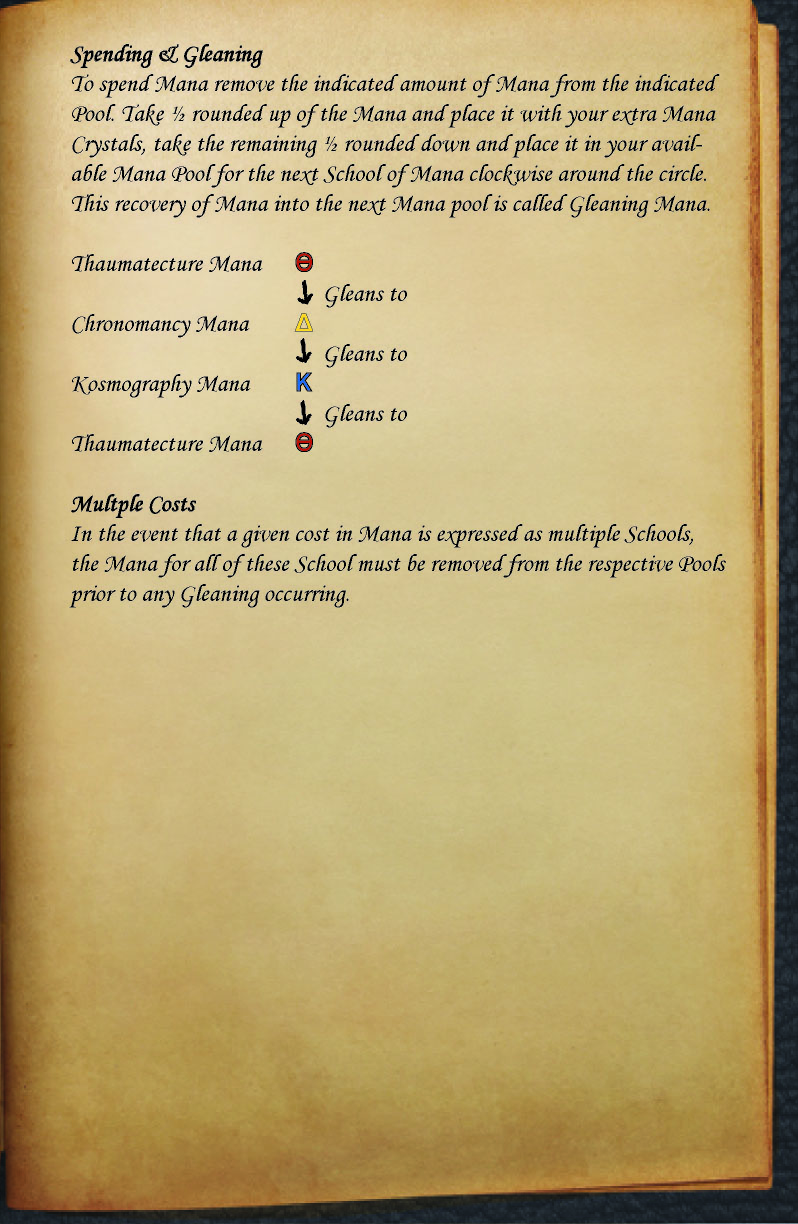 Spending & Gleaning
To spend Mana remove the indicated amount of Mana from the indicated
Pool. Take ½ rounded up of the Mana and place it with your extra Mana
Crystals, take the remaining ½ rounded down and place it in your avail-
able Mana Pool for the next School of Mana clockwise around the circle.
This recovery of Mana into the next Mana pool is called Gleaning Mana.
Thaumatecture Mana Θ
↓ Gleans to
Chronomancy Mana Δ
↓ Gleans to
Kosmography Mana K
↓ Gleans to
Thaumatecture Mana Θ
Multple Costs
In the event that a given cost in Mana is expressed as multiple Schools,
the Mana for all of these School must be removed from the respective Pools
prior to any Gleaning occurring.